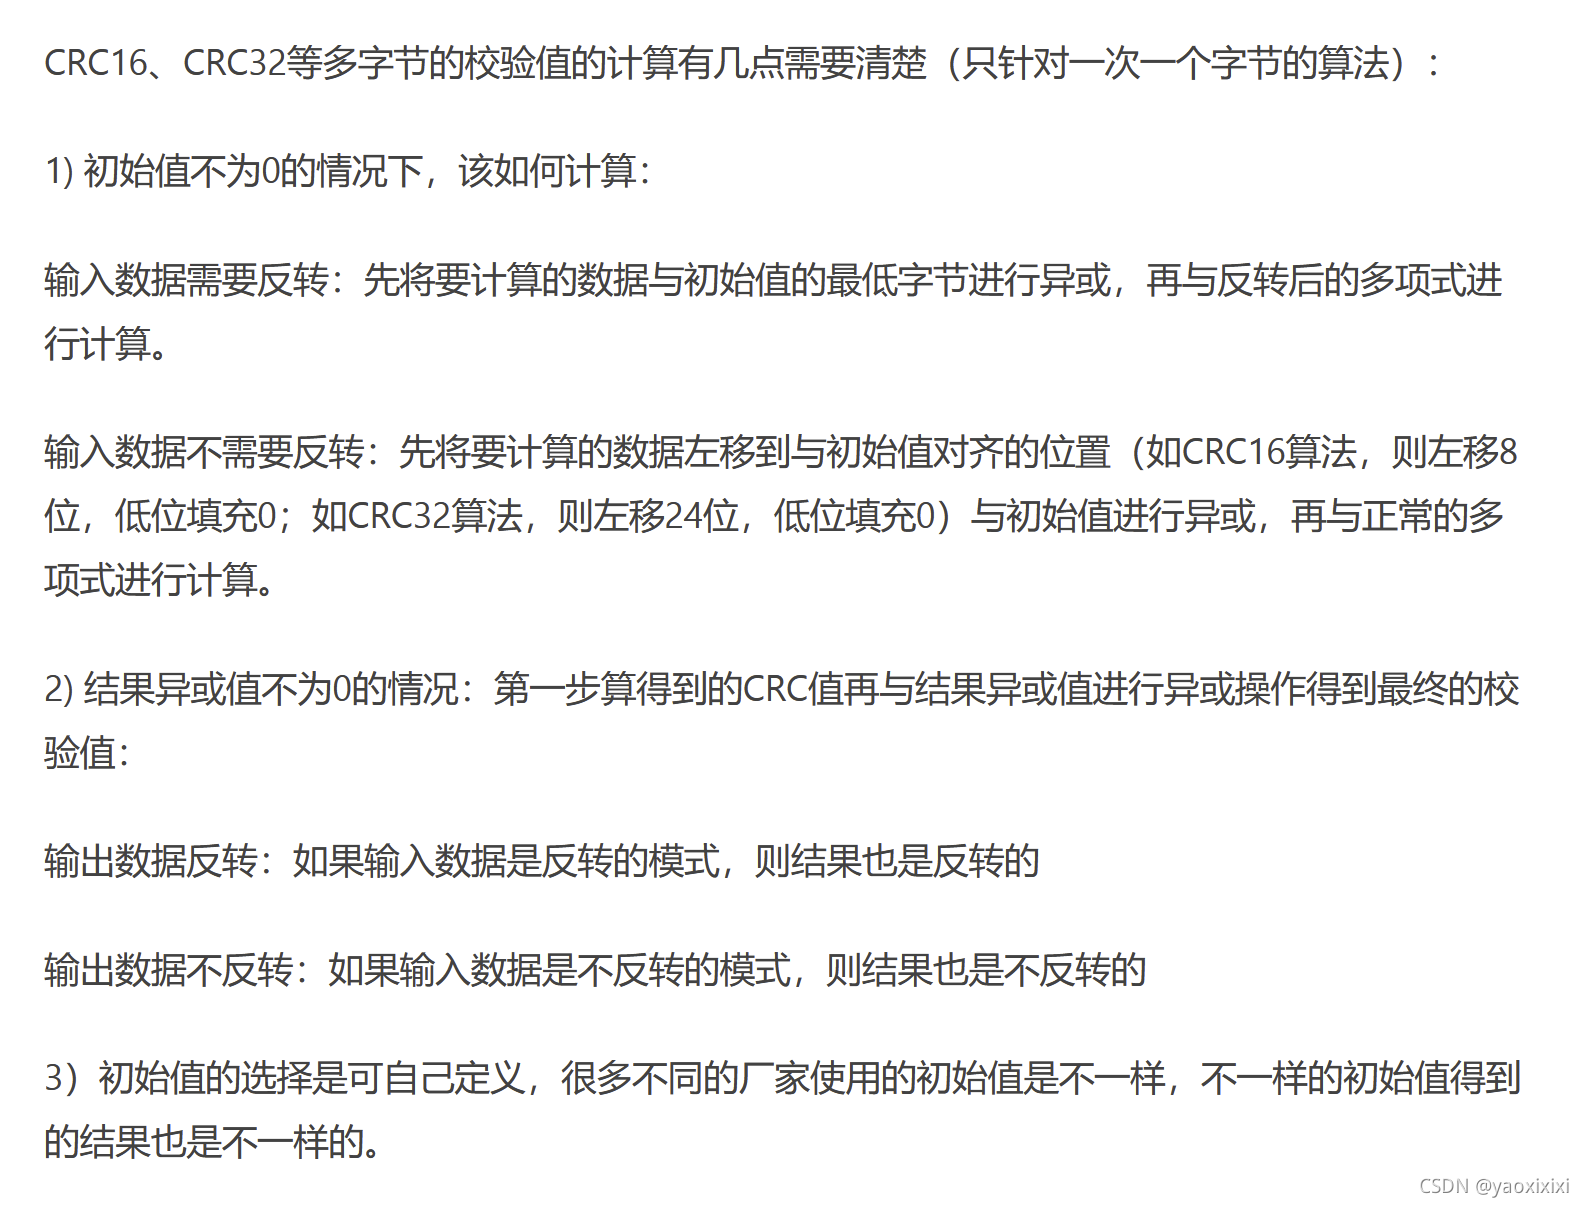 CRC16、CRC32等多字节的校验值的计算有几点需要清楚（只针对一次一个字节的算法）：
1) 初始值不为0的情况下，该如何计算：
输入数据需要反转：先将要计算的数据与初始值的最低字节进行异或，再与反转后的多项式进
行计算。
输入数据不需要反转：先将要计算的数据左移到与初始值对齐的位置（如CRC16算法，则左移8
位，低位填充0；如CRC32算法，则左移24位，低位填充0）与初始值进行异或，再与正常的多
项式进行计算。
2) 结果异或值不为0的情况：第一步算得到的CRC值再与结果异或值进行异或操作得到最终的校
验值：
输出数据反转：如果输入数据是反转的模式，则结果也是反转的
输出数据不反转：如果输入数据是不反转的模式，则结果也是不反转的
3）初始值的选择是可自己定义，很多不同的厂家使用的初始值是不一样，不一样的初始值得到
的结果也是不一样的。
CSDN @yaoxixixi